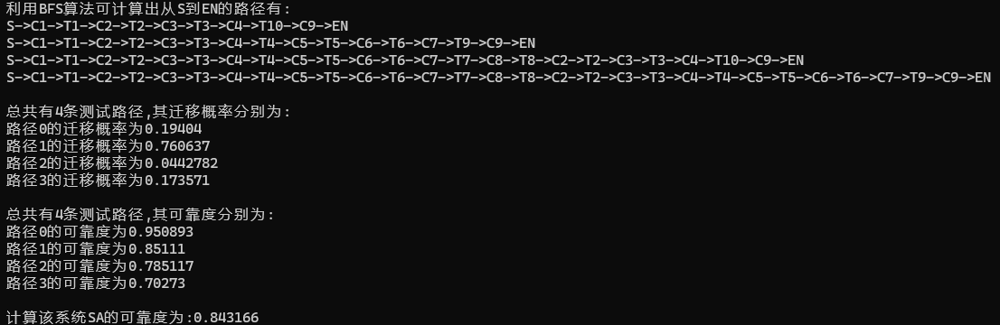 利用BFS算法可计算出从S到EN的路径有:
S->C1->T1->C2->T2->C3->T3->C4->T10->C9->EN
S->C1->T1->C2->T2->C3->T3->C4->T4->C5->T5->C6->T6->C7->T9->C9->EN
S->C1->T1->C2->T2->C3->T3->C4->T4->C5->T5->C6->T6->C7->T7->C8->T8->C2->T2->C3->T3->C4->T10->C9->EN
S->C1->T1->C2->T2->C3->T3->C4->T4->C5->T5->C6->T6->C7->T7->C8->T8->C2->T2->C3->T3->C4->T4->C5->T5->C6->T6->C7->T9->C9->EN
总共有4条测试路径,其迁移概率分别为:
路径0的迁移概率为0.19404
路径1的迁移概率为0.760637
路径2的迁移概率为0.0442782
路径3的迁移概率为0.173571
总共有4条测试路径,其可靠度分别为:
路径0的可靠度为0.950893
路径1的可靠度为0.85111
路径2的可靠度为0.785117
路径3的可靠度为0.70273
计算该系统SA的可靠度为:0.843166